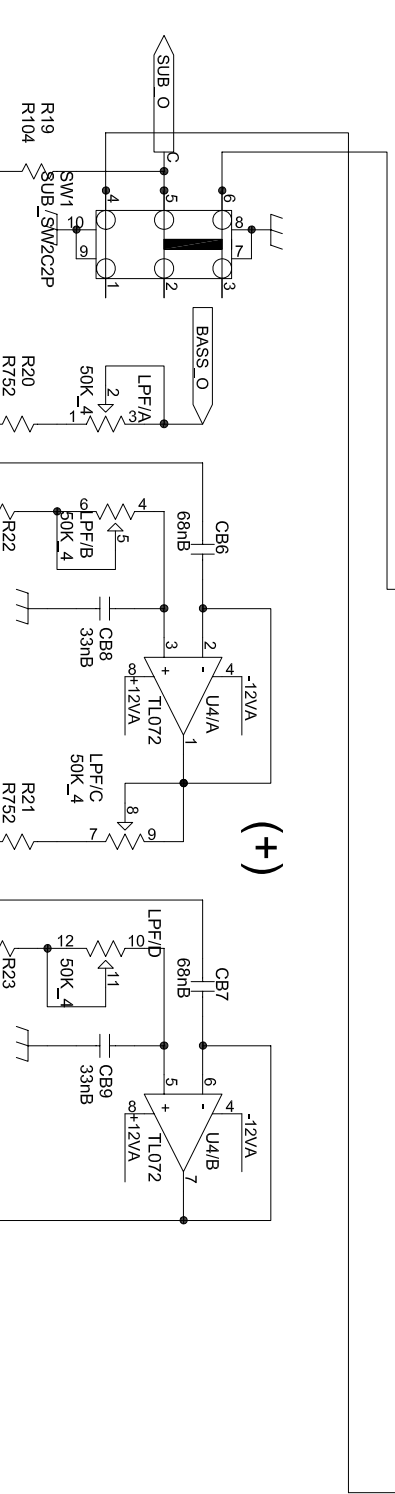 SUB_O
R19
R104
C
SW1
SUB/SW2C2P
4
5
6
10
9
8
7
1
2
3
BASS_O
R20
R752
LPF/A
50K_4
2
1
3
LPF/B
50K_4
6
4
5
R22
CB6
68nB
CB8
33nB
3
2
+
-
8
+12VA
4
-12VA
U4/A
TL072
1
LPF/C
50K_4
8
7
9
R21
R752
(+)
LPF/D
50K_4
12
10
11
R23
CB7
68nB
CB9
33nB
5
6
+
-
8
+12VA
4
-12VA
U4/B
TL072
7